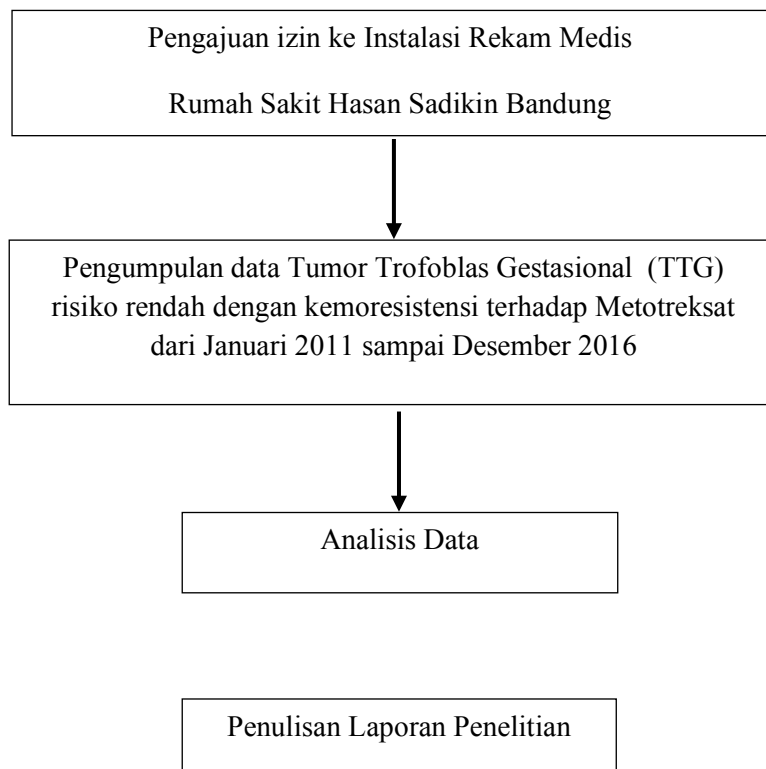 Pengajuan izin ke Instalasi Rekam Medis
Rumah Sakit Hasan Sadikin Bandung
Pengumpulan data Tumor Trofoblas Gestasional (TTG)
risiko rendah dengan kemoresistensi terhadap Metotreksat
dari Januari 2011 sampai Desember 2016
Analisis Data
Penulisan Laporan Penelitian